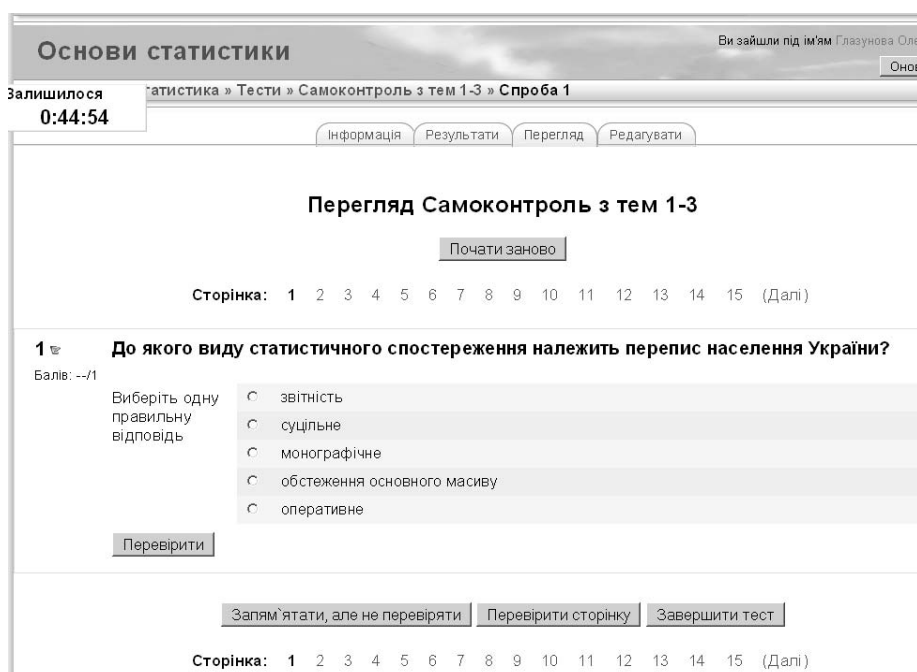 Основи статистики
Ви зайшли під ім'ям Глазунова Оле
Онов
Залишилося
0:44:54
татистика » Тести » Самоконтроль з тем 1-3 » Спроба 1
Інформація Результати Перегляд Редагувати
Перегляд Самоконтроль з тем 1-3
Почати заново
Сторінка: 1 2 3 4 5 6 7 8 9 10 11 12 13 14 15 (Далі)
1 До якого виду статистичного спостереження належить перепис населення України?
Балів: --/1
Виберіть одну правильну відповідь
звітність
суцільне
монографічне
обстеження основного масиву
оперативне
Перевірити
Запам`ятати, але не перевіряти Перевірити сторінку Завершити тест
Сторінка: 1 2 3 4 5 6 7 8 9 10 11 12 13 14 15 (Далі)